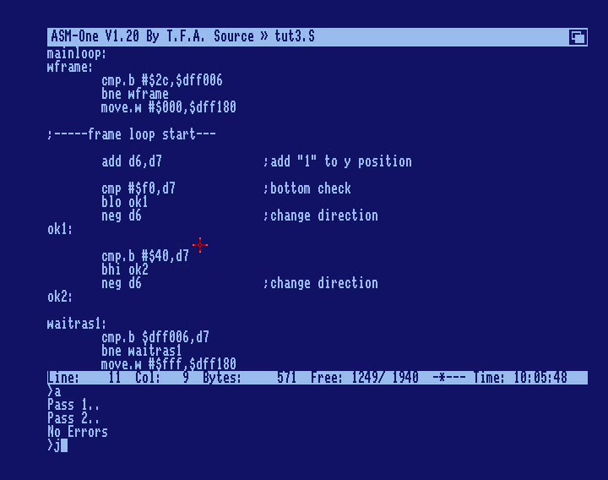 ASM-One V1.20 By T.F.A. Source » tut3.S
mainloop:
wframe:
cmp.b #$2c,$dff006
bne wframe
move.w #$000,$dff180
;-----frame loop start---
add d6,d7 ;add "1" to y position
cmp #$f0,d7 ;bottom check
blo ok1
neg d6 ;change direction
ok1:
cmp.b #$40,d7
bhi ok2
neg d6 ;change direction
ok2:
waitras1:
cmp.b $dff006,d7
bne waitras1
move.w #$fff,$dff180
Line: 11 Col: 9 Bytes: 571 Free: 1249/ 1940 -*--- Time: 10:05:48
>a
Pass 1..
Pass 2..
No Errors
>j